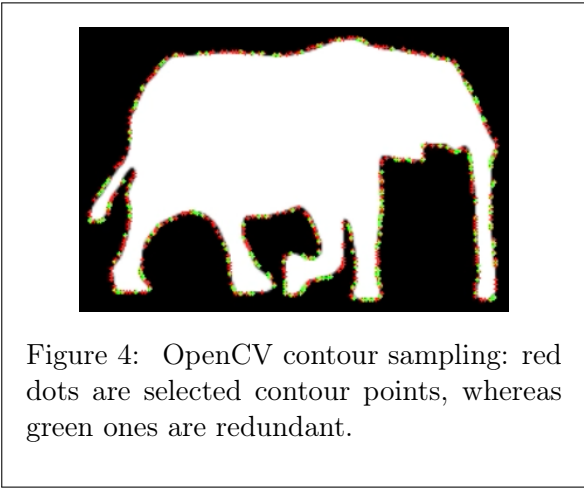 Figure 4: OpenCV contour sampling: red
dots are selected contour points, whereas
green ones are redundant.